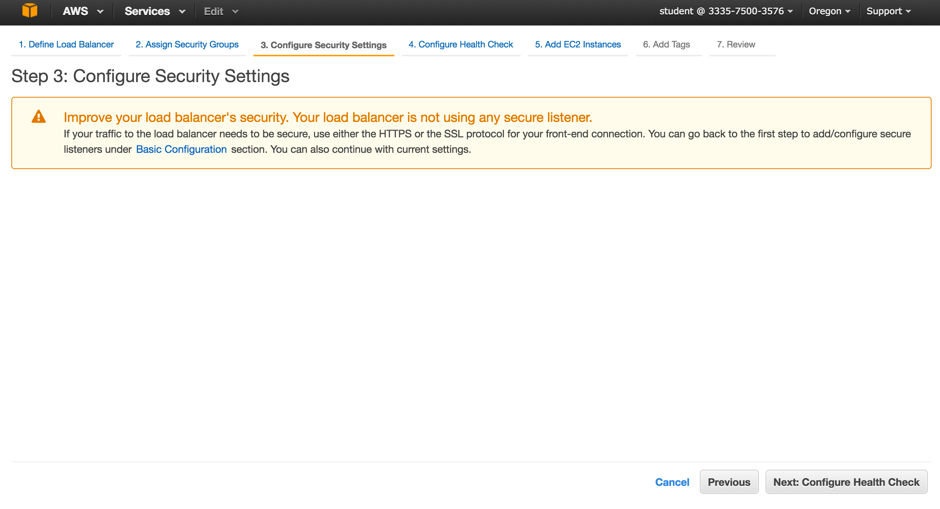 AWS Services Edit student @ 3335-7500-3576 Oregon Support
1. Define Load Balancer 2. Assign Security Groups 3. Configure Security Settings 4. Configure Health Check 5. Add EC2 Instances 6. Add Tags 7. Review
Step 3: Configure Security Settings
Improve your load balancer's security. Your load balancer is not using any secure listener.
If your traffic to the load balancer needs to be secure, use either the HTTPS or the SSL protocol for your front-end connection. You can go back to the first step to add/configure secure
listeners under Basic Configuration section. You can also continue with current settings.
Cancel Previous Next: Configure Health Check